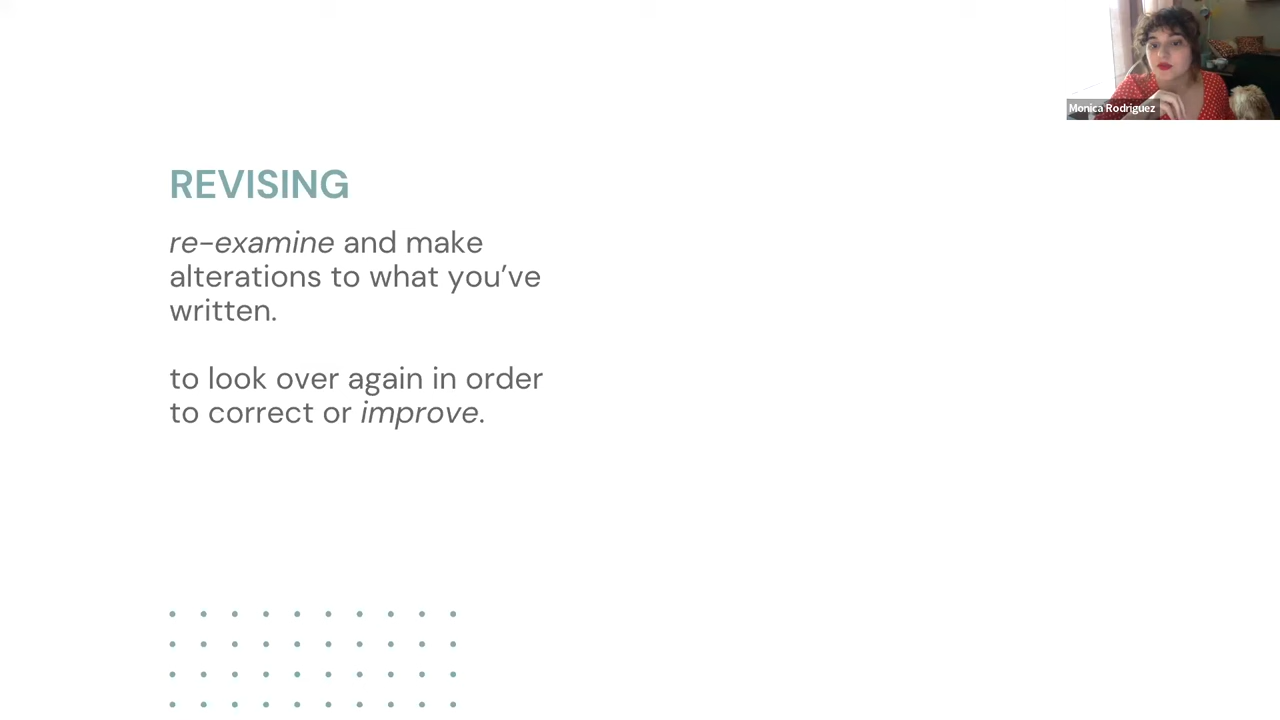 Monica Rodriguez
REVISING
re-examine and make
alterations to what you’ve
written.
to look over again in order
to correct or improve.